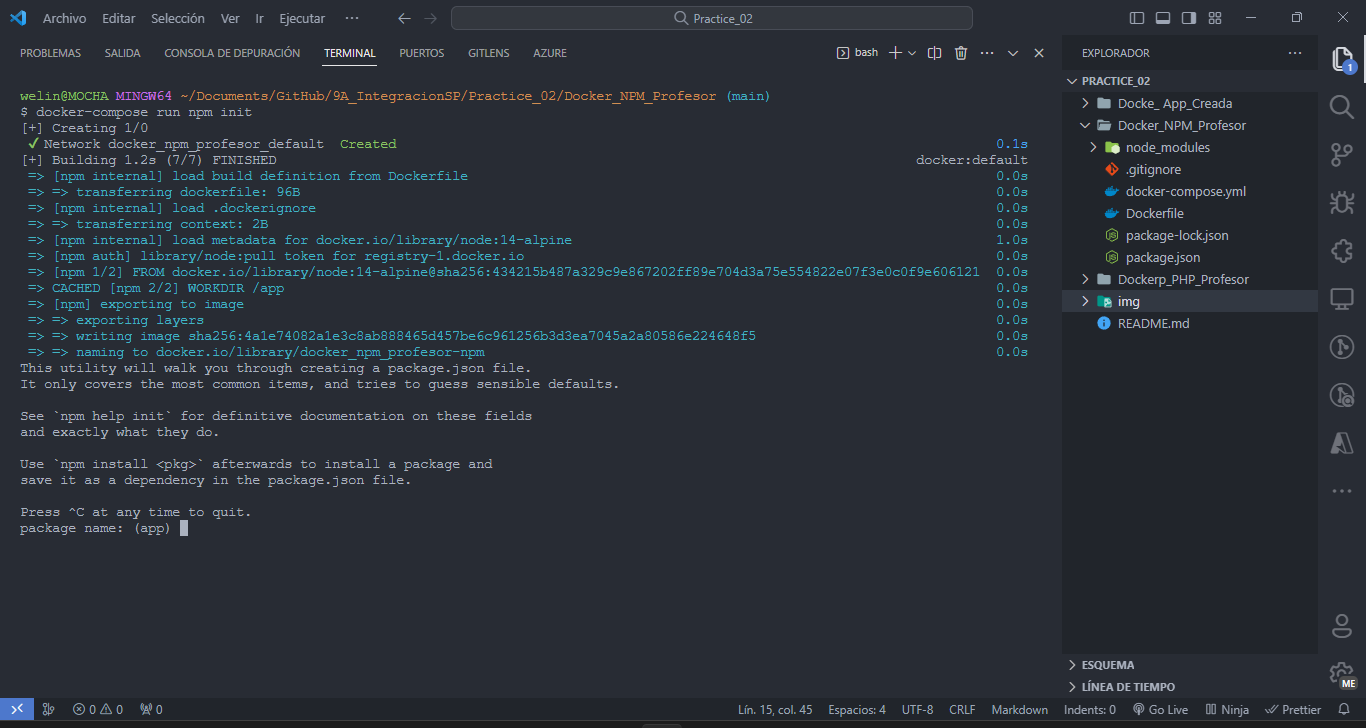 Archivo Editar Selección Ver Ir Ejecutar ··· Practice_02
PROBLEMAS SALIDA CONSOLA DE DEPURACIÓN TERMINAL PUERTOS GITLENS AZURE bash
welin@MOCHA MINGW64 ~/Documents/GitHub/9A_IntegracionSP/Practice_02/Docker_NPM_Profesor (main)
$ docker-compose run npm init
[+] Creating 1/0
✓ Network docker_npm_profesor_default  Created 0.1s
[+] Building 1.2s (7/7) FINISHED docker:default
=> [npm internal] load build definition from Dockerfile 0.0s
=> => transferring dockerfile: 96B 0.0s
=> [npm internal] load .dockerignore 0.0s
=> => transferring context: 2B 0.0s
=> [npm internal] load metadata for docker.io/library/node:14-alpine 1.0s
=> [npm auth] library/node:pull token for registry-1.docker.io 0.0s
=> [npm 1/2] FROM docker.io/library/node:14-alpine@sha256:434215b487a329c9e867202ff89e704d3a75e554822e07f3e0c0f9e606121 0.0s
=> CACHED [npm 2/2] WORKDIR /app 0.0s
=> [npm] exporting to image 0.0s
=> => exporting layers 0.0s
=> => writing image sha256:4a1e74082a1e3c8ab888465d457be6c961256b3d3ea7045a2a80586e224648f5 0.0s
=> => naming to docker.io/library/docker_npm_profesor-npm 0.0s
This utility will walk you through creating a package.json file.
It only covers the most common items, and tries to guess sensible defaults.
See `npm help init` for definitive documentation on these fields
and exactly what they do.
Use `npm install <pkg>` afterwards to install a package and
save it as a dependency in the package.json file.
Press ^C at any time to quit.
package name: (app)
EXPLORADOR
PRACTICE_02
Docke_ App_Creada
Docker_NPM_Profesor
node_modules
.gitignore
docker-compose.yml
Dockerfile
package-lock.json
package.json
Dockerp_PHP_Profesor
img
README.md
ESQUEMA
LÍNEA DE TIEMPO
1
ME
0 0 0 Lín. 15, col. 45 Espacios: 4 UTF-8 CRLF Markdown Indents: 0 Go Live Ninja Prettier